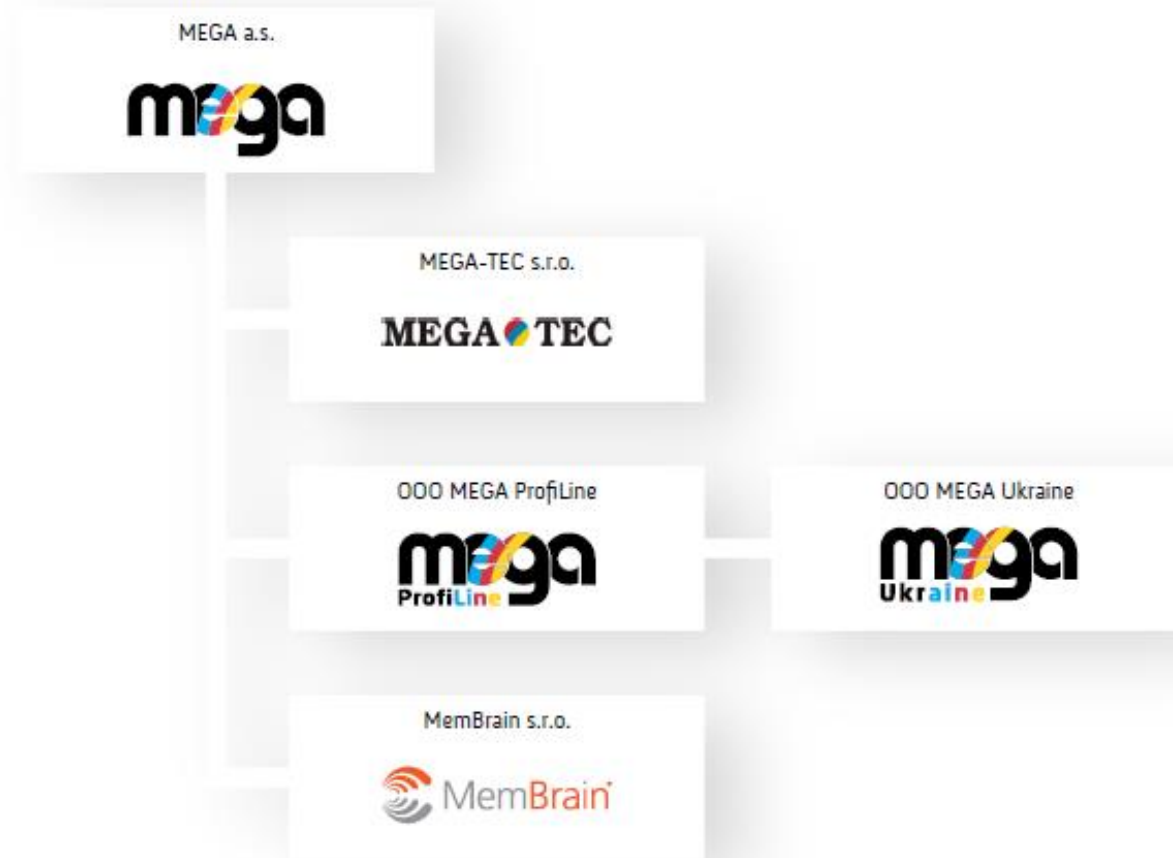 MEGA a.s.
mega
MEGA-TEC s.r.o.
MEGA TEC
OOO MEGA ProfiLine
mega
ProfiLine
OOO MEGA Ukraine
mega
Ukraine
MemBrain s.r.o.
MemBrain